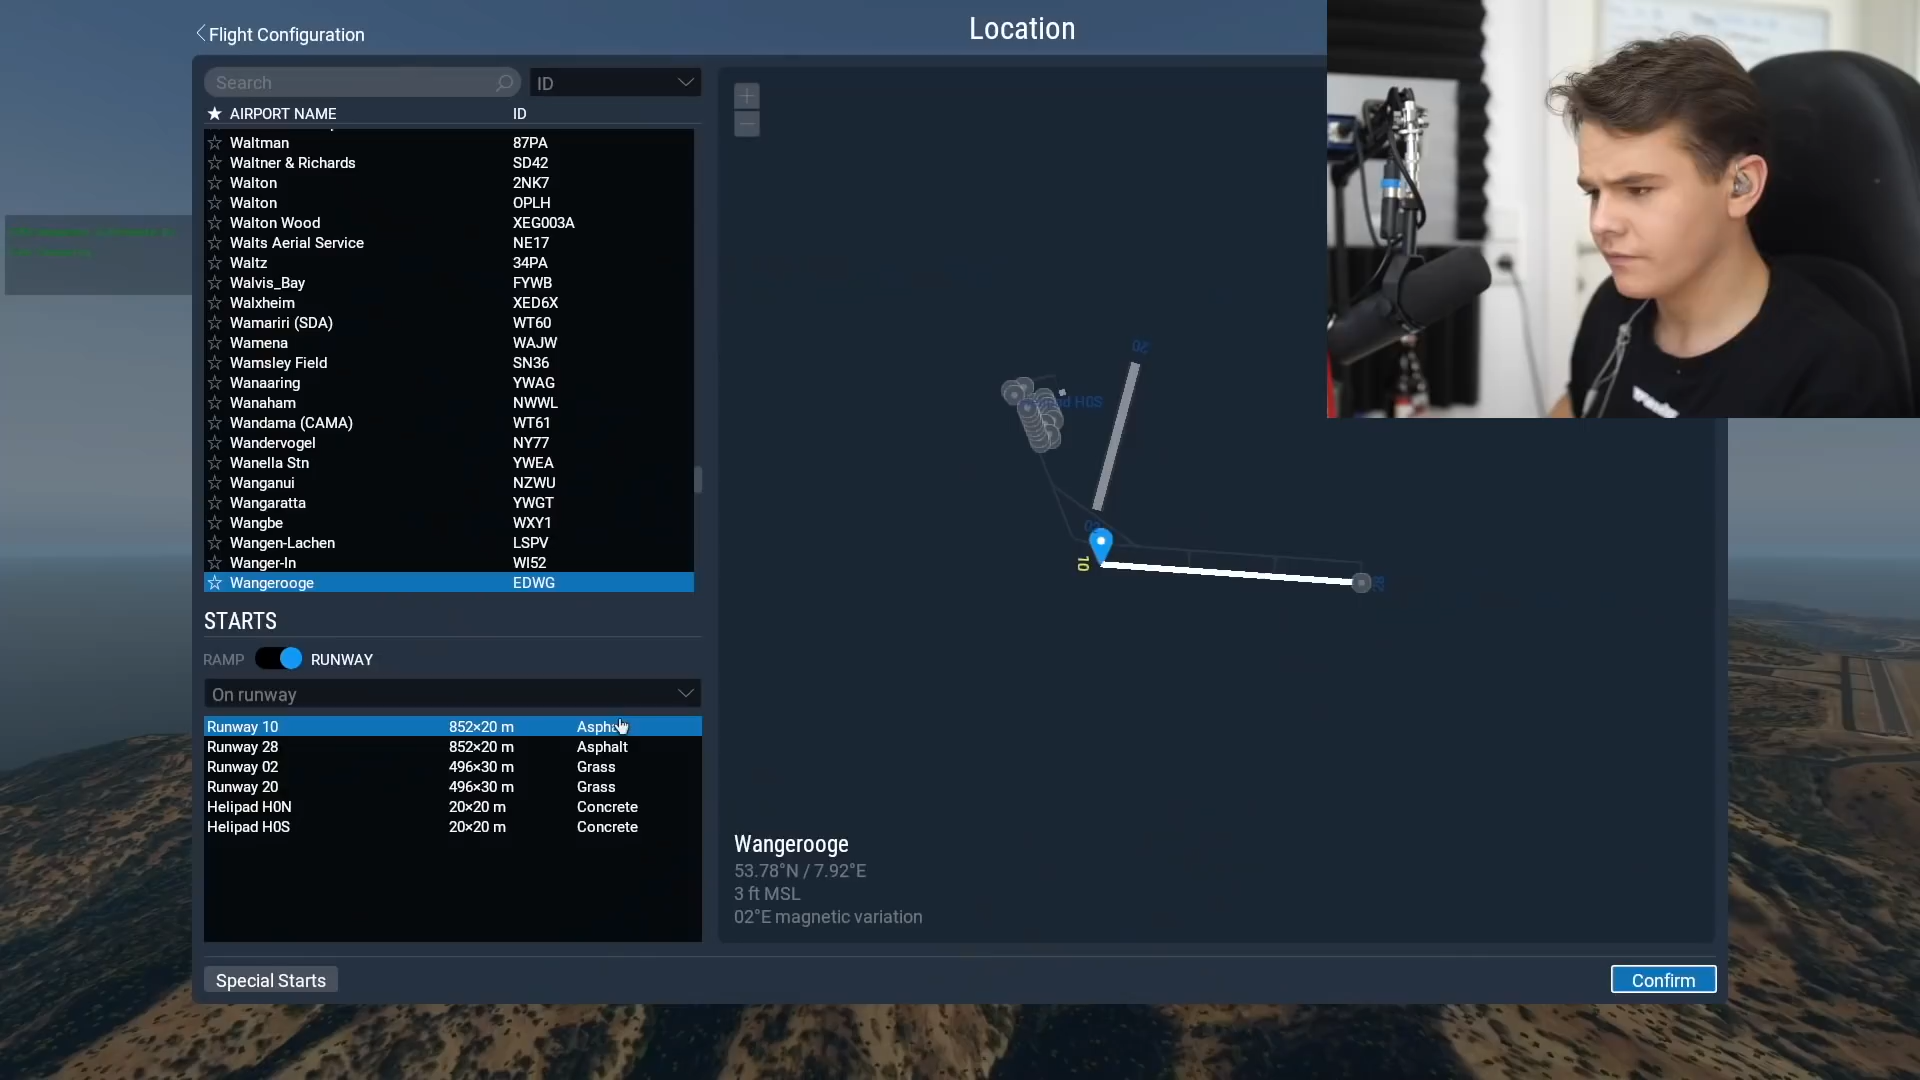 Flight Configuration
Location
Search
ID
AIRPORT NAME ID
Waltman 87PA
Waltner & Richards SD42
Walton 2NK7
Walton OPLH
Walton Wood XEG003A
Walts Aerial Service NE17
Waltz 34PA
Walvis_Bay FYWB
Walxheim XED6X
Wamariri (SDA) WT60
Wamena WAJW
Wamsley Field SN36
Wanaaring YWAG
Wanaham NWWL
Wandama (CAMA) WT61
Wandervogel NY77
Wanella Stn YWEA
Wanganui NZWU
Wangaratta YWGT
Wangbe WXY1
Wangen-Lachen LSPV
Wanger-In WI52
Wangerooge EDWG
STARTS
RAMP RUNWAY
On runway
Runway 10 852×20 m
Runway 28 852×20 m Asphalt
Runway 02 496×30 m Grass
Runway 20 496×30 m Grass
Helipad H0N 20×20 m Concrete
Helipad H0S 20×20 m Concrete
20
H0S
02
10
28
Wangerooge
53.78°N / 7.92°E
3 ft MSL
02°E magnetic variation
Special Starts
Confirm